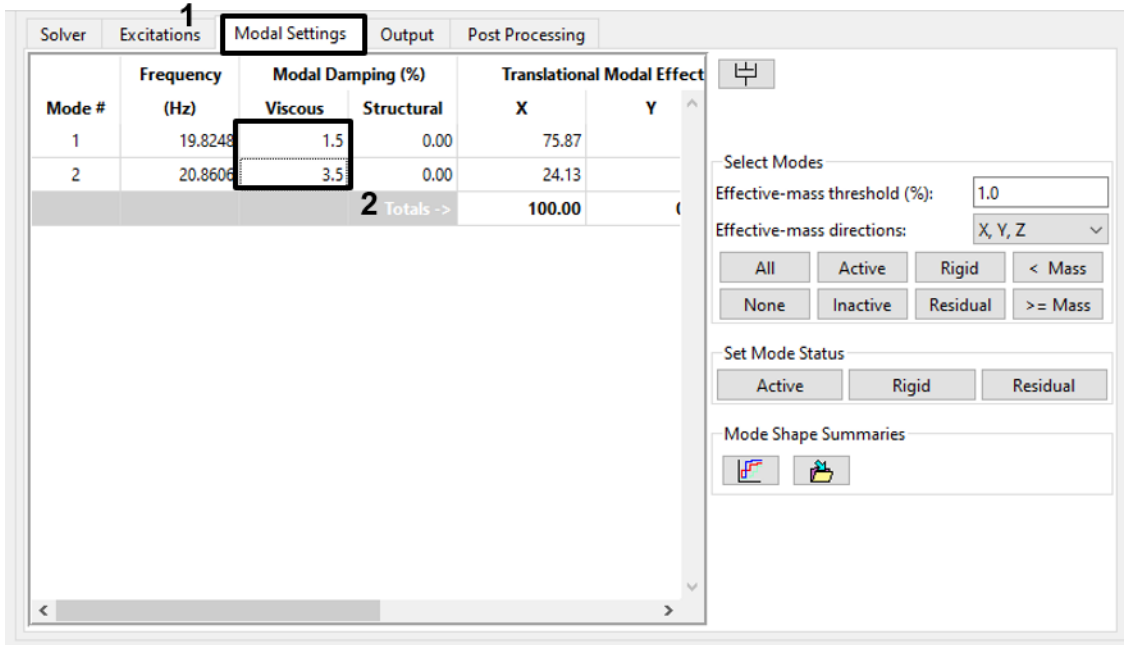 1
Solver Excitations Modal Settings Output Post Processing
Frequency Modal Damping (%) Translational Modal Effect
Mode # (Hz) Viscous Structural X Y
1 19.8248 1.5 0.00 75.87
2 20.8606 3.5 0.00 24.13
2 Totals -> 100.00
Select Modes
Effective-mass threshold (%): 1.0
Effective-mass directions: X, Y, Z
All Active Rigid < Mass
None Inactive Residual >= Mass
Set Mode Status
Active Rigid Residual
Mode Shape Summaries